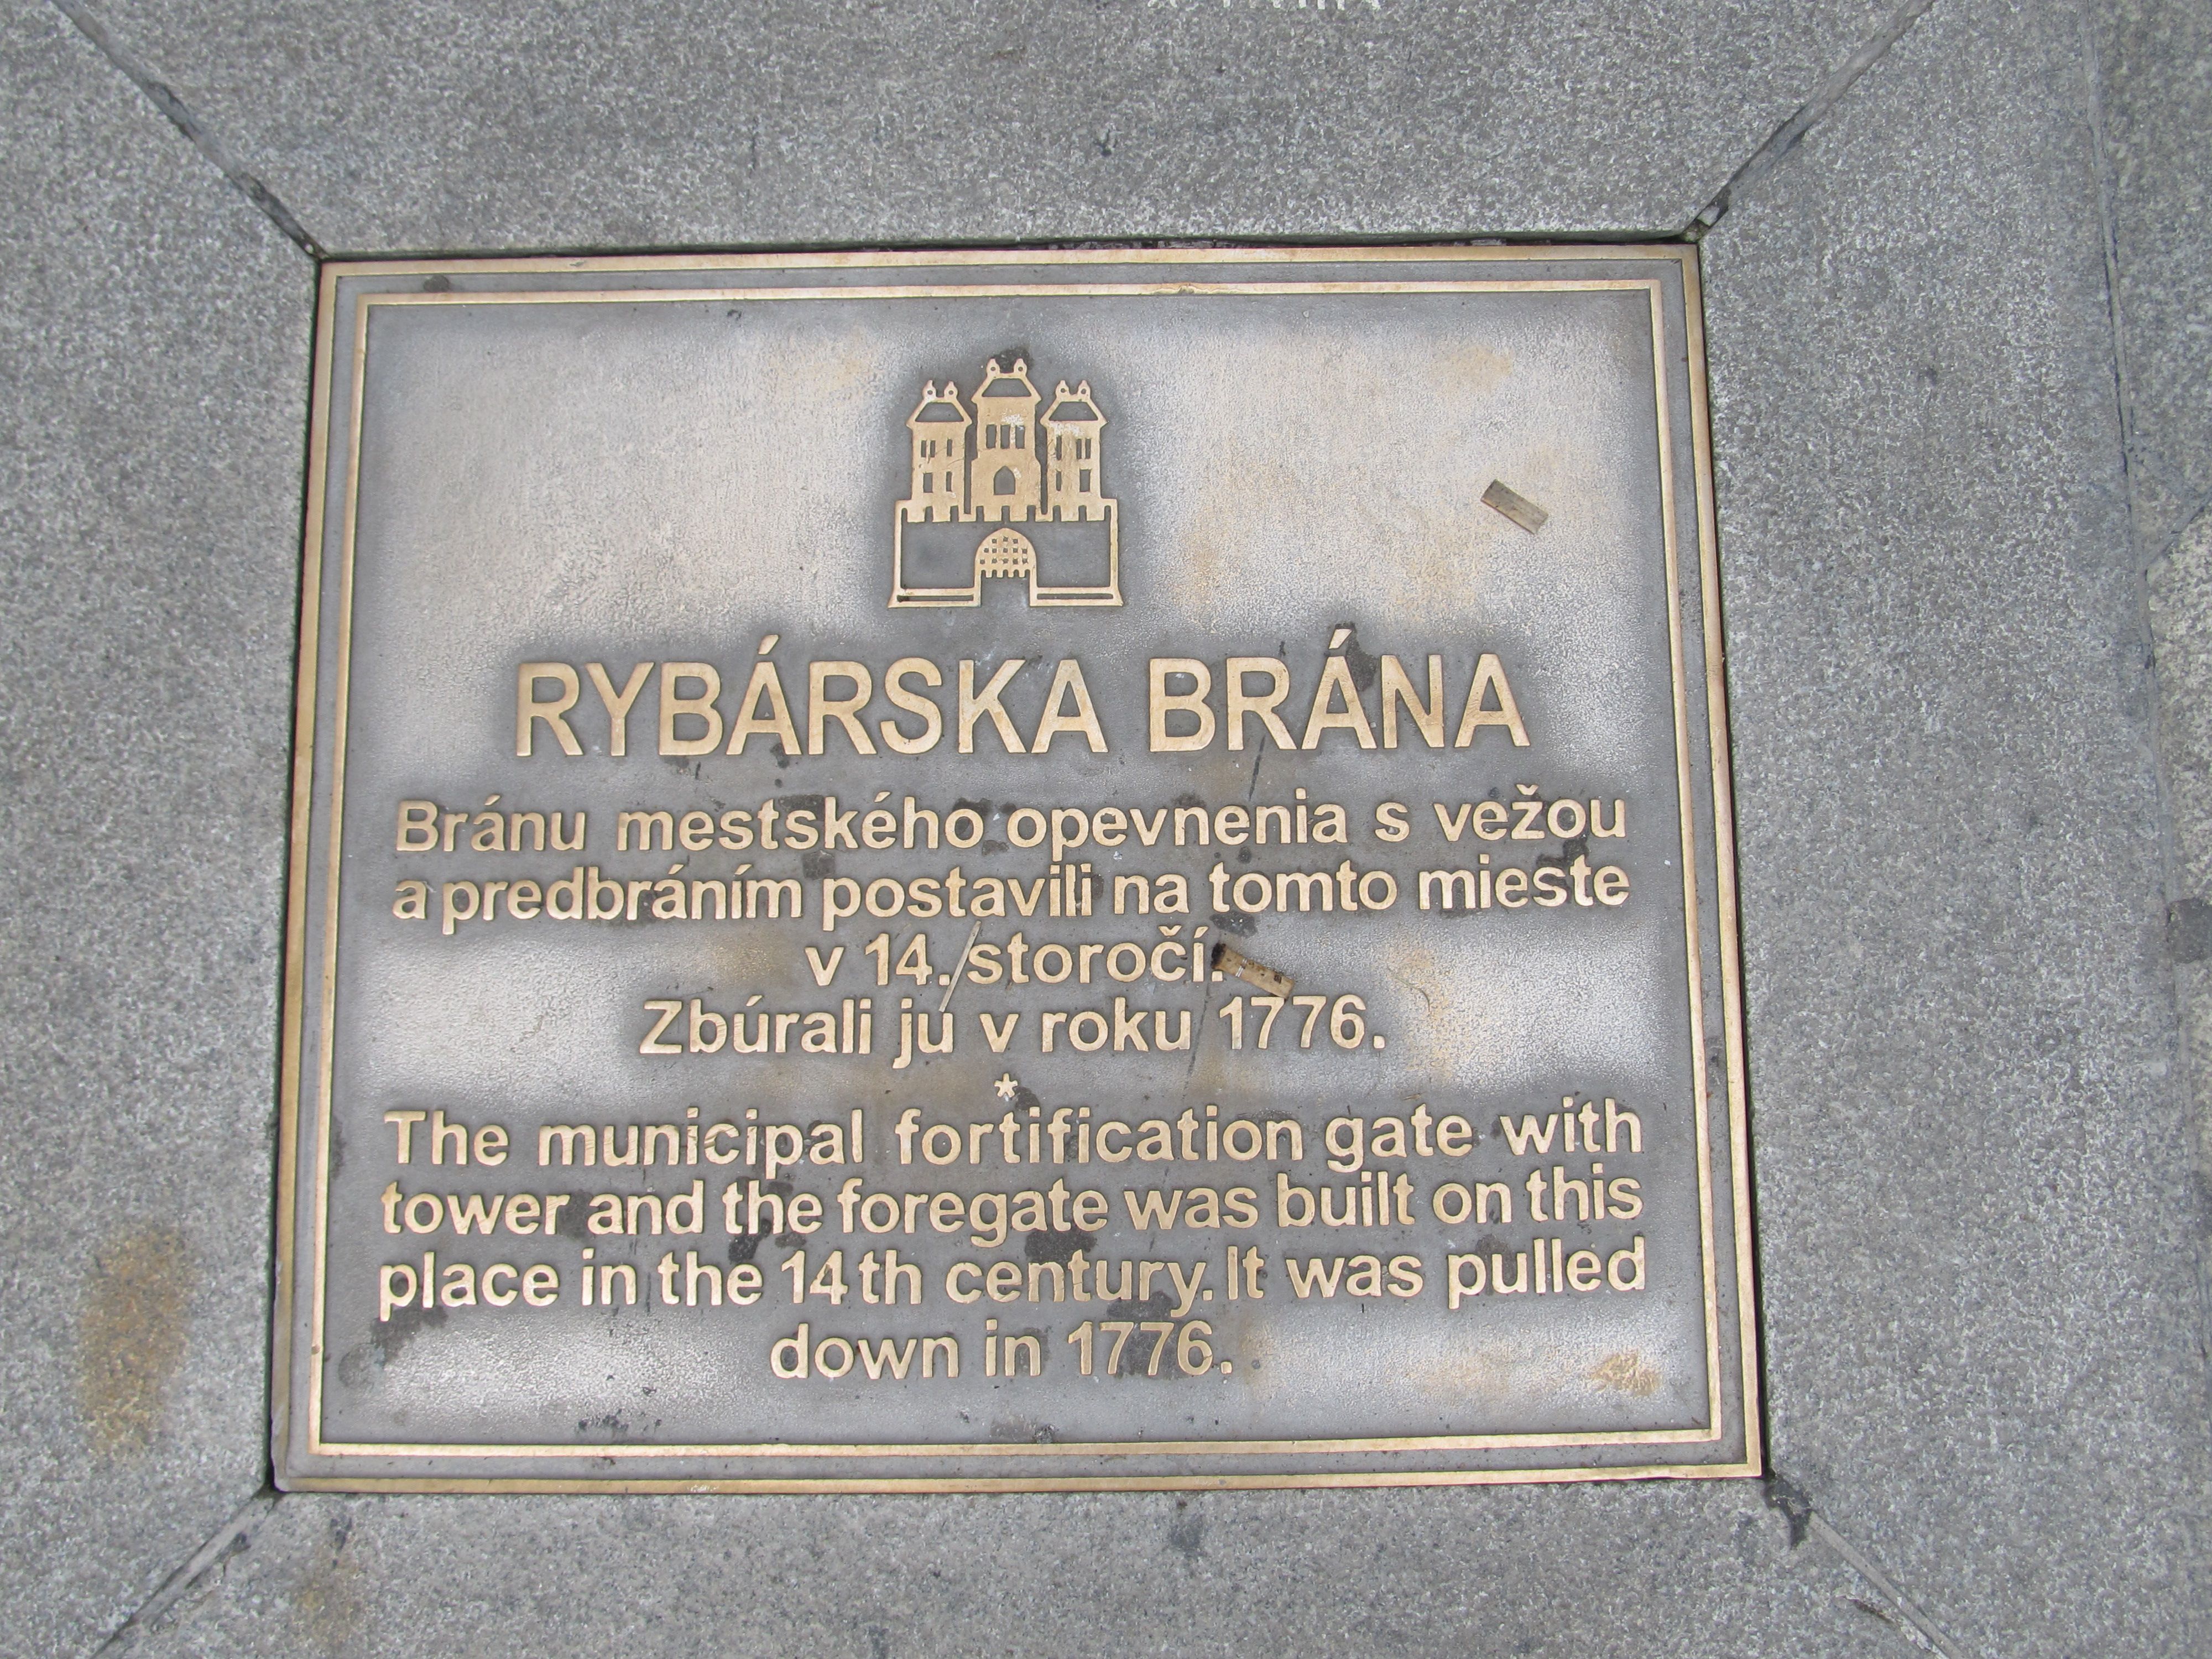 RYBÁRSKA BRÁNA
Bránu mestského opevnenia s vežou
a predbráním postavili na tomto mieste
v 14. storočí.
Zbúrali ju v roku 1776.
*
The municipal fortification gate with
tower and the foregate was built on this
place in the 14th century. It was pulled
down in 1776.